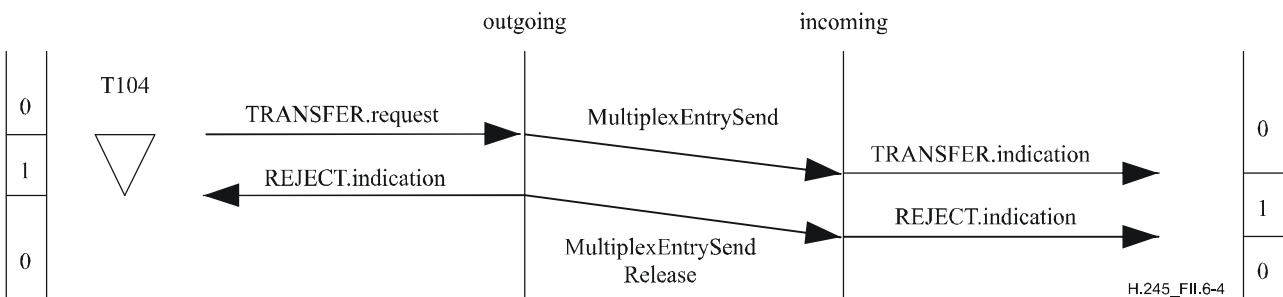 outgoing
incoming
T104
0
TRANSFER.request
MultiplexEntrySend
0
1
REJECT.indication
TRANSFER.indication
REJECT.indication
1
0
MultiplexEntrySend
Release
0
H.245_FII.6-4